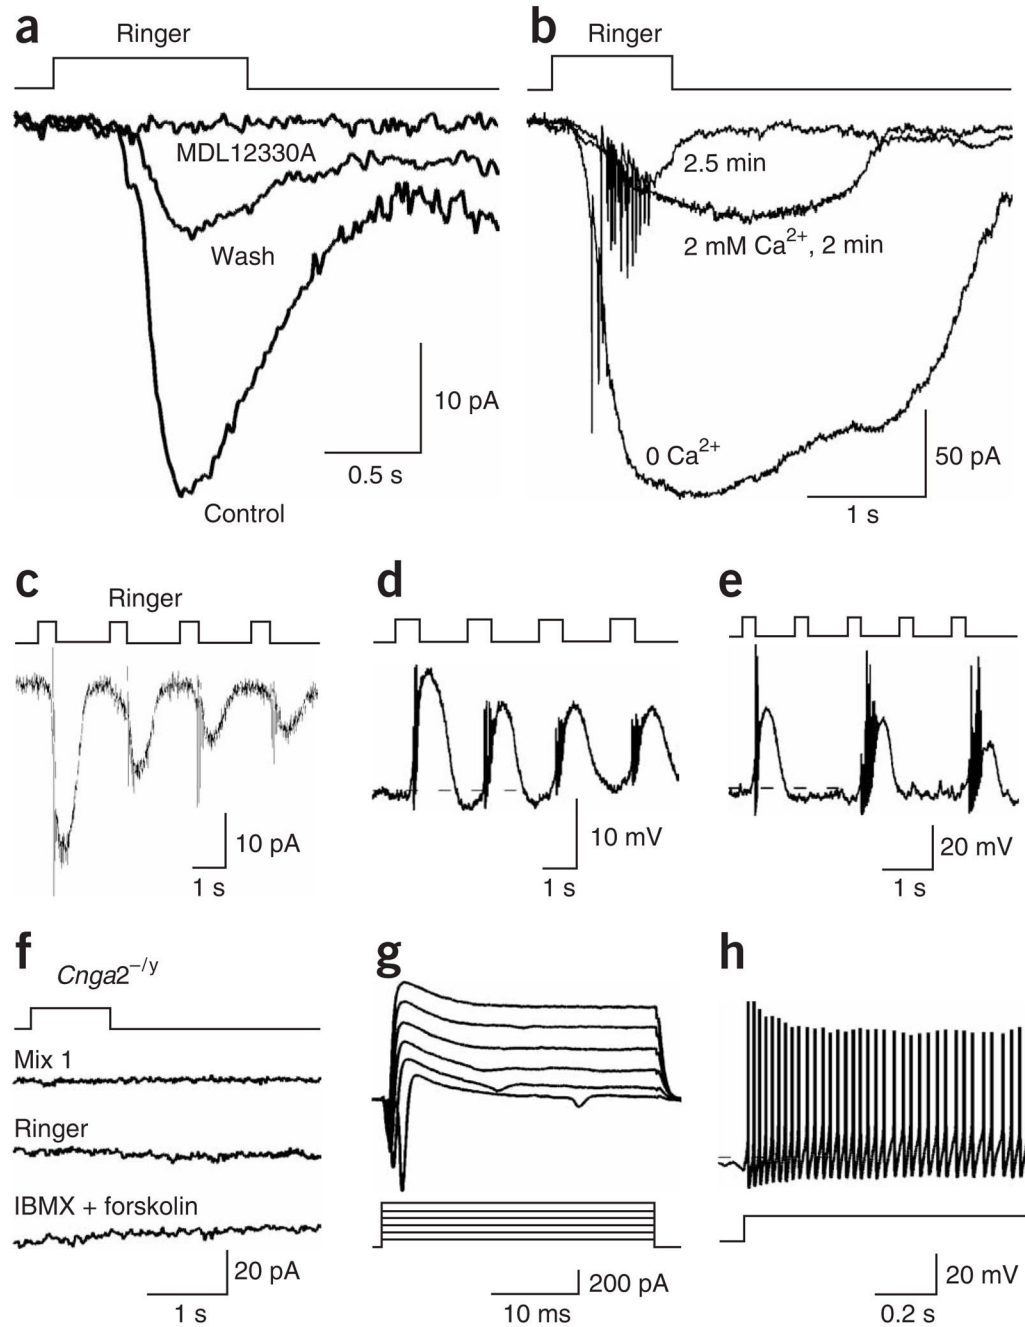 a
Ringer
MDL12330A
Wash
10 pA
0.5 s
Control
b
Ringer
2.5 min
2 mM Ca²⁺, 2 min
0 Ca²⁺
50 pA
1 s
c
Ringer
10 pA
1 s
d
10 mV
1 s
e
20 mV
1 s
f
Cnga2⁻/ʸ
Mix 1
Ringer
IBMX + forskolin
20 pA
1 s
g
200 pA
10 ms
h
20 mV
0.2 s